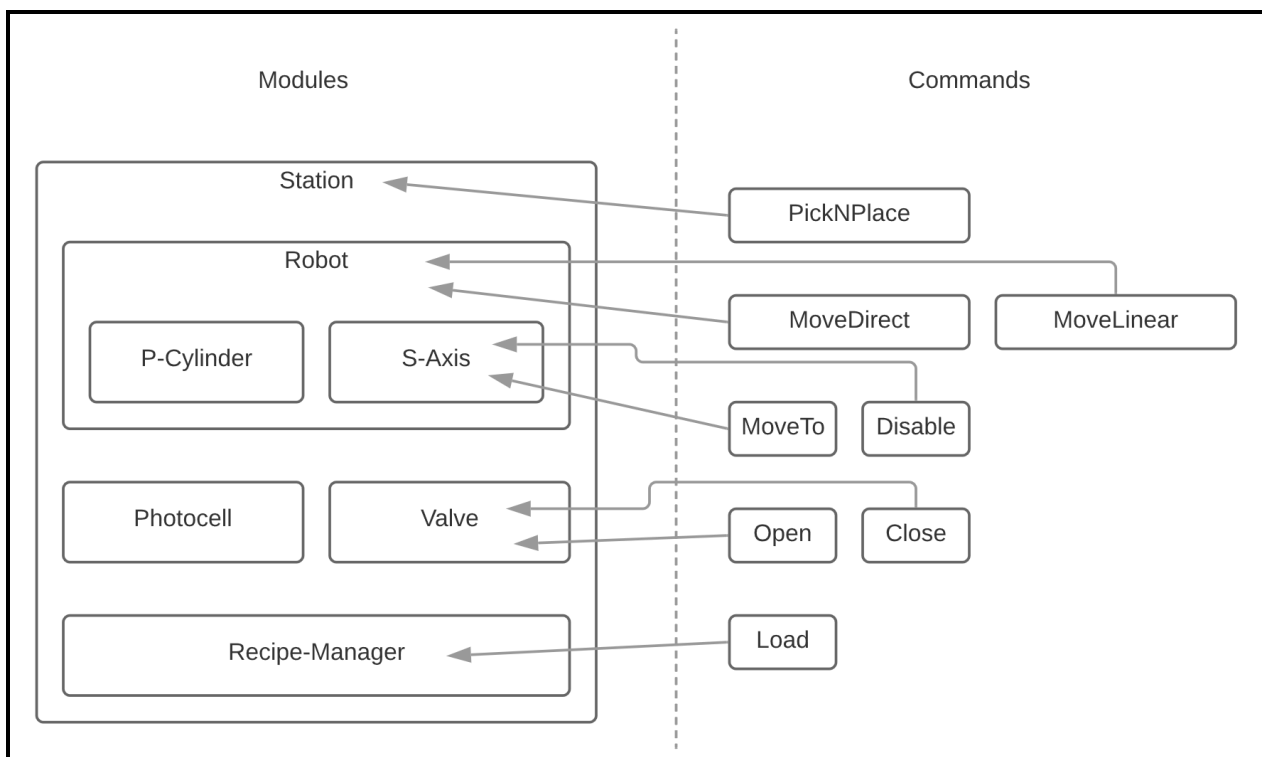 Modules
Commands
Station
PickNPlace
Robot
MoveDirect
MoveLinear
P-Cylinder
S-Axis
MoveTo
Disable
Photocell
Valve
Open
Close
Recipe-Manager
Load